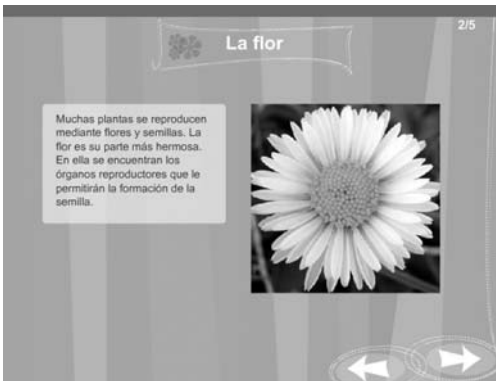 2/5
La flor
Muchas plantas se reproducen
mediante flores y semillas. La
flor es su parte más hermosa.
En ella se encuentran los
órganos reproductores que le
permitirán la formación de la
semilla.